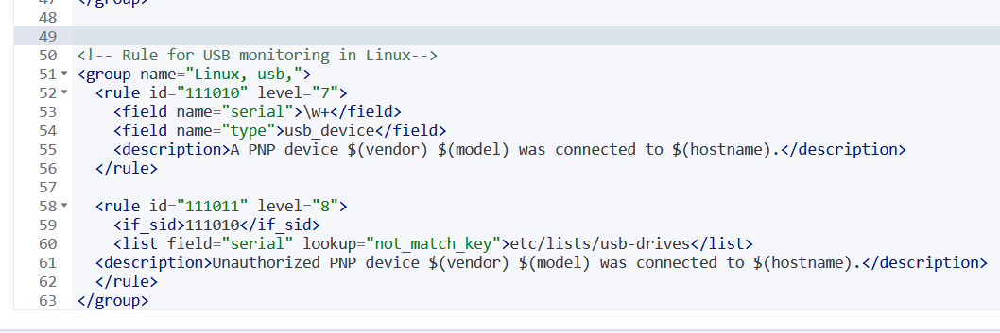 47 </group>
48
49
50 <!-- Rule for USB monitoring in Linux-->
51 <group name="Linux, usb,">
52 <rule id="111010" level="7">
53 <field name="serial">\w+</field>
54 <field name="type">usb_device</field>
55 <description>A PNP device $(vendor) $(model) was connected to $(hostname).</description>
56 </rule>
57
58 <rule id="111011" level="8">
59 <if_sid>111010</if_sid>
60 <list field="serial" lookup="not_match_key">etc/lists/usb-drives</list>
61 <description>Unauthorized PNP device $(vendor) $(model) was connected to $(hostname).</description>
62 </rule>
63 </group>